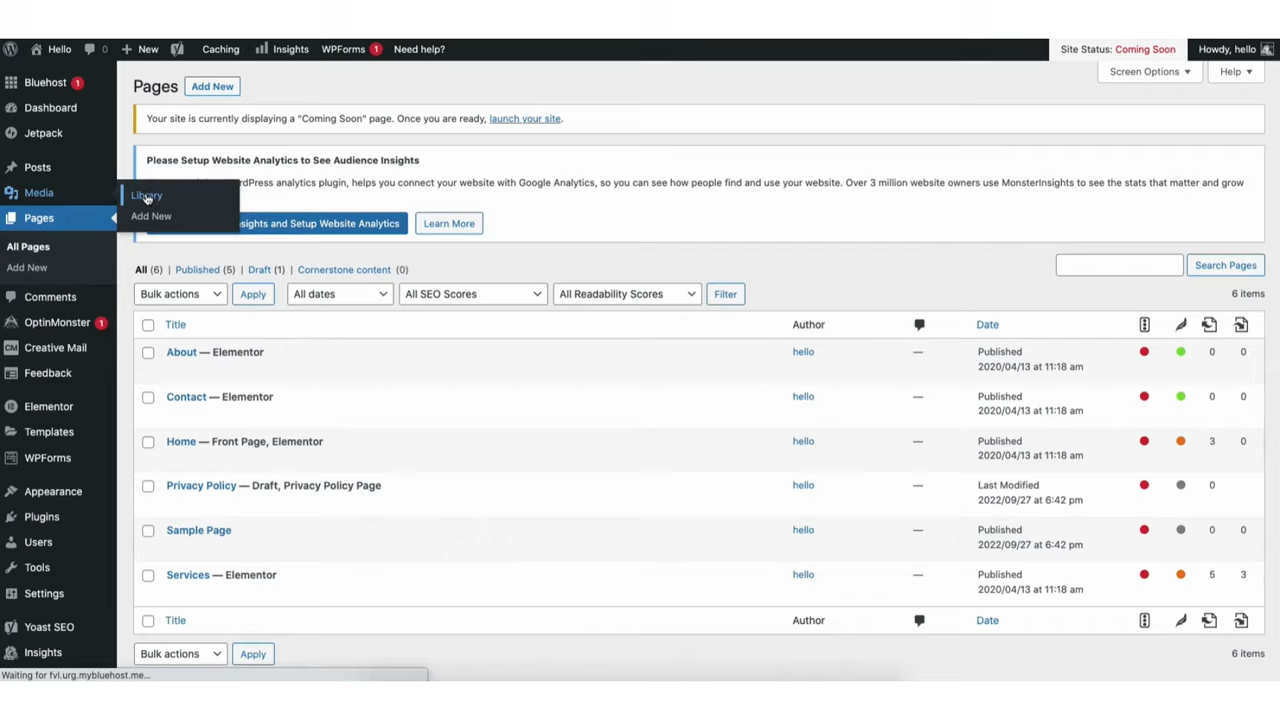 Hello 0 New Caching Insights WPForms 1 Need help? Site Status: Coming Soon Howdy, hello
Bluehost 1
Dashboard
Jetpack
Posts
Media
Library
Add New
Pages
All Pages
Add New
Comments
OptinMonster 1
Creative Mail
Feedback
Elementor
Templates
WPForms
Appearance
Plugins
Users
Tools
Settings
Yoast SEO
Insights
Screen Options Help
Pages Add New
Your site is currently displaying a "Coming Soon" page. Once you are ready, launch your site.
Please Setup Website Analytics to See Audience Insights
analytics plugin, helps you connect your website with Google Analytics, so you can see how people find and use your website. Over 3 million website owners use MonsterInsights to see the stats that matter and grow
and Setup Website Analytics Learn More
All (6) | Published (5) | Draft (1) | Cornerstone content (0)
Search Pages
Bulk actions Apply All dates All SEO Scores All Readability Scores Filter 6 items
Title Author Date
About — Elementor hello — Published 0 0
2020/04/13 at 11:18 am
Contact — Elementor hello — Published 0 0
2020/04/13 at 11:18 am
Home — Front Page, Elementor hello — Published 3 0
2020/04/13 at 11:18 am
Privacy Policy — Draft, Privacy Policy Page hello — Last Modified 0
2022/09/27 at 6:42 pm
Sample Page hello — Published 0 0
2022/09/27 at 6:42 pm
Services — Elementor hello — Published 5 3
2020/04/13 at 11:18 am
Title Author Date
Bulk actions Apply 6 items
Waiting for fvl.urg.mybluehost.me...